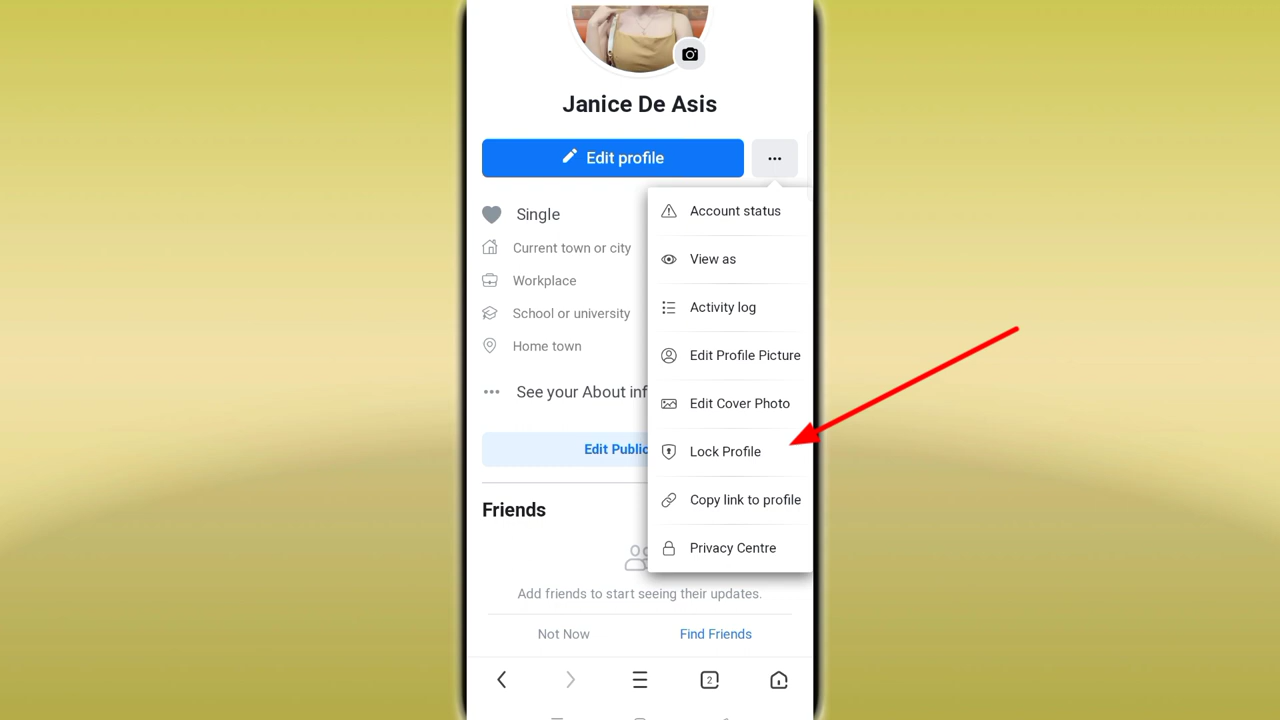 Janice De Asis
Edit profile
...
Single
Current town or city
Workplace
School or university
Home town
... See your About inf
Edit Public
Account status
View as
Activity log
Edit Profile Picture
Edit Cover Photo
Lock Profile
Copy link to profile
Privacy Centre
Friends
Add friends to start seeing their updates.
Not Now
Find Friends
2